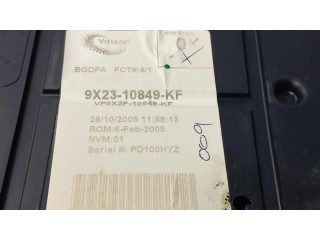 Visteon
BGDPA FCT#:4/1
9X23-10849-KF
VP9X2F-10849-KF
28/10/2009 11:58:13
ROM:6-Feb-2009
NVM:01
Serial #: PD100HYZ
069